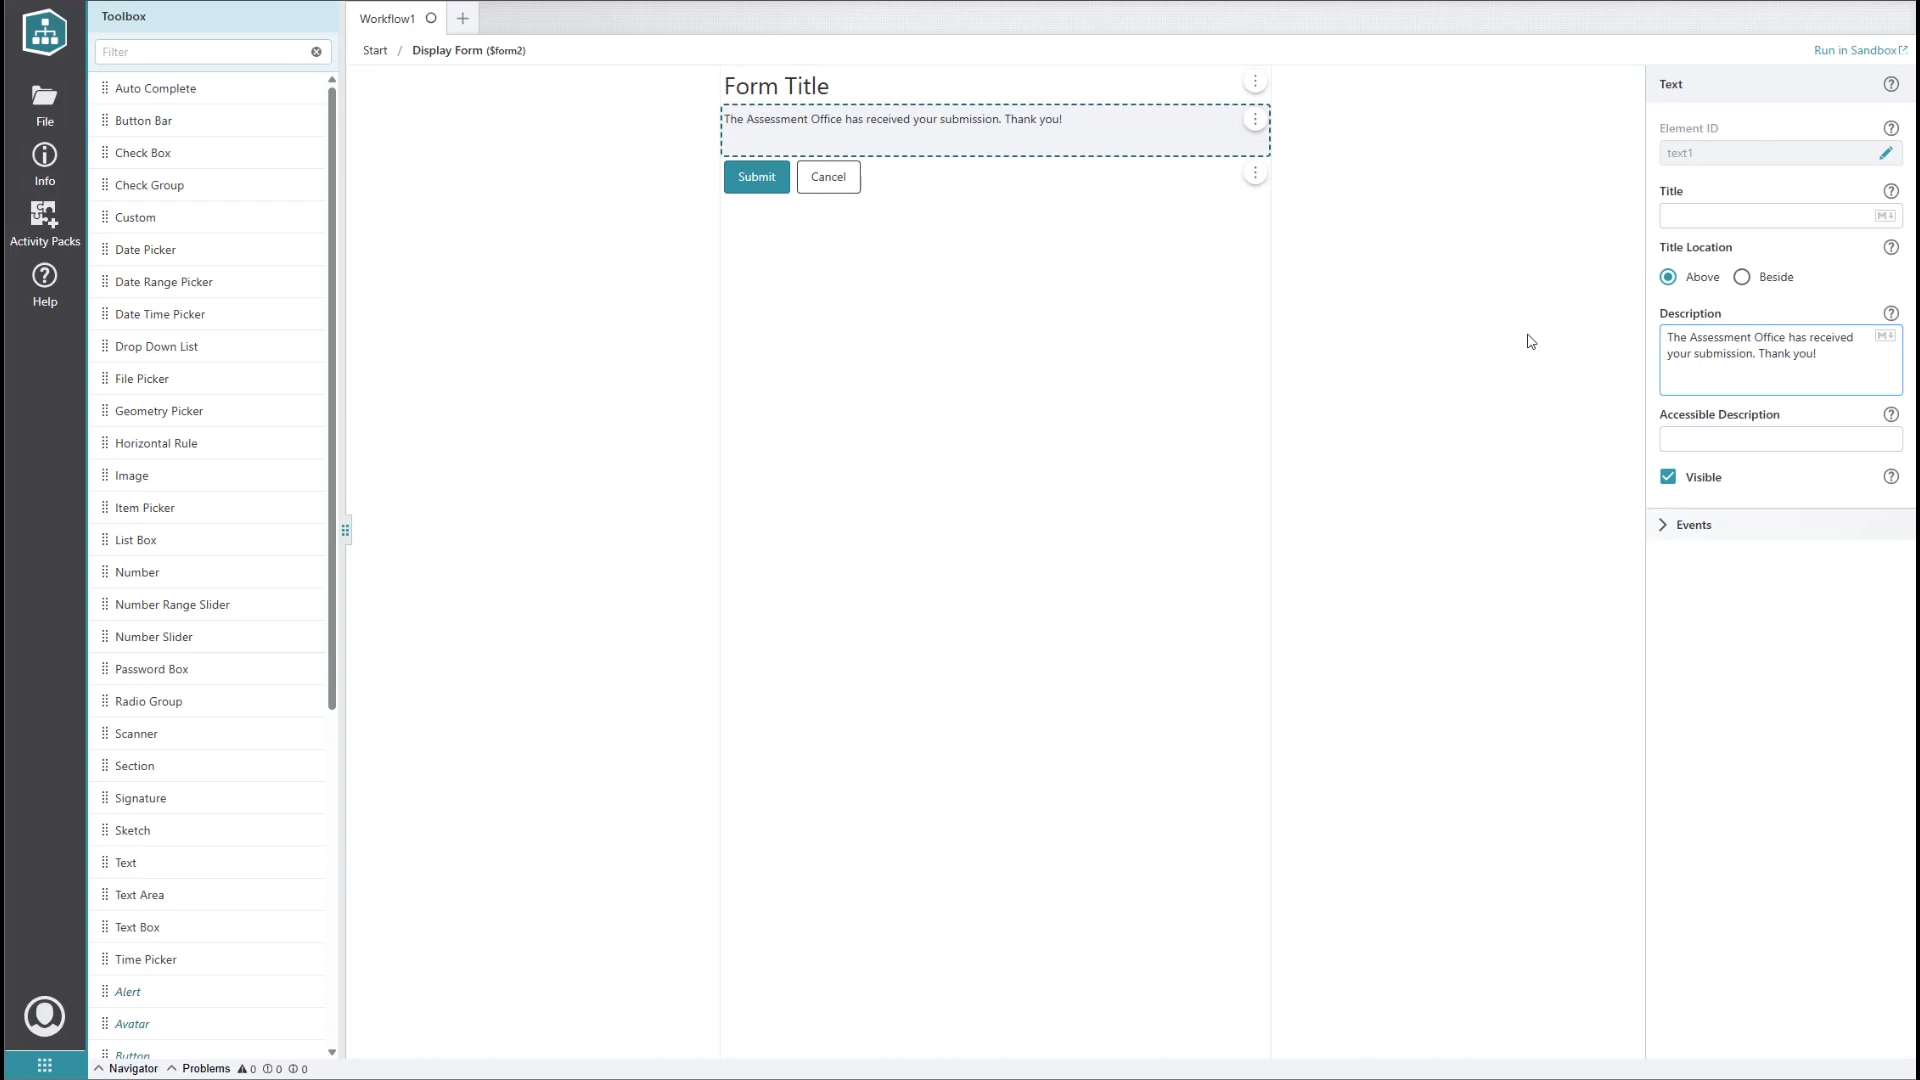 Toolbox
Filter
File
Info
Activity Packs
Help
Auto Complete
Button Bar
Check Box
Check Group
Custom
Date Picker
Date Range Picker
Date Time Picker
Drop Down List
File Picker
Geometry Picker
Horizontal Rule
Image
Item Picker
List Box
Number
Number Range Slider
Number Slider
Password Box
Radio Group
Scanner
Section
Signature
Sketch
Text
Text Area
Text Box
Time Picker
Alert
Avatar
Button
Navigator Problems 0 0 0
Workflow1
Start / Display Form ($form2)
Run in Sandbox
Form Title
The Assessment Office has received your submission. Thank you!
Submit Cancel
Text
Element ID
text1
Title
M
Title Location
Above Beside
Description
The Assessment Office has received
your submission. Thank you!
M
Accessible Description
Visible
Events